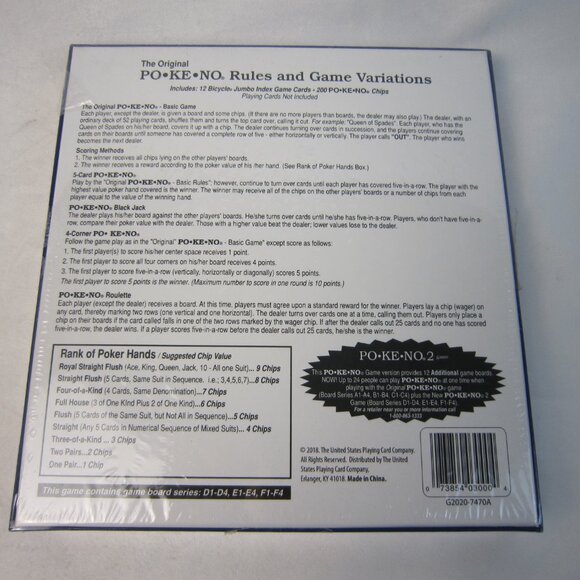 The Original
PO•KE•NO® Rules and Game Variations
Includes: 12 Bicycle® Jumbo Index Game Cards - 200 PO•KE•NO® Chips
Playing Cards Not Included
The Original PO•KE•NO® - Basic Game
Each player, except the dealer, is given a board and some chips. (If there are no more players than boards, the dealer may also play.) The dealer, with an
ordinary deck of 52 playing cards, shuffles them and turns the top card over, calling it out. For example: "Queen of Spades". Each player, who has the
Queen of Spades on his/her board, covers it up with a chip. The dealer continues turning over cards in succession, and the players continue covering
cards on their boards until someone has covered a complete row of five - either horizontally or vertically. The player calls "OUT". The player who wins
becomes the next dealer.
Scoring Methods
1. The winner receives all chips lying on the other players' boards.
2. The winner receives a reward according to the poker value of his /her hand. (See Rank of Poker Hands Box.)
5-Card PO•KE•NO®
Play by the "Original PO•KE•NO® - Basic Rules"; however, continue to turn over cards until each player has covered five-in-a-row. The player with the
highest value poker hand covered is the winner. The winner may receive all of the chips on the other players' boards or a number of chips from each
player equal to the value of the winning hand.
PO•KE•NO® Black Jack
The dealer plays his/her board against the other players' boards. He/she turns over cards until he/she has five-in-a-row. Players, who don't have five-in-a-
row, compare their poker value with the dealer. Those with a higher value beat the dealer; lower values lose to the dealer.
4-Corner PO• KE•NO®
Follow the game play as in the "Original" PO•KE•NO® - Basic Game" except score as follows:
1. The first player(s) to score his/her center space receives 1 point.
2. The first player to score all four corners on his/her board receives 4 points.
3. The first player to score five-in-a-row (vertically, horizontally or diagonally) scores 5 points.
The first player to score 5 points is the winner. (Maximum number to score in one round is 10 points.)
PO•KE•NO® Roulette
Each player (except the dealer) receives a board. At this time, players must agree upon a standard reward for the winner. Players lay a chip (wager) on
any card, thereby marking two rows (one vertical and one horizontal). The dealer turns over cards one at a time, calling them out. Players only place a
chip on their boards if the card called falls in one of the two rows marked by the wager chip. If after the dealer calls out 25 cards and no one has scored
five-in-a-row, the dealer wins. If a player scores five-in-a-row before the dealer calls out 25 cards, he/she is the winner.
Rank of Poker Hands / Suggested Chip Value
Royal Straight Flush (Ace, King, Queen, Jack, 10 - All one Suit) ... 9 Chips
Straight Flush (5 Cards, Same Suit in Sequence. i.e.; 3,4,5,6,7)...8 Chips
Four-of-a-Kind (4 Cards, Same Denomination)...7 Chips
Full House (3 of One Kind Plus 2 of One Kind)...6 Chips
Flush (5 Cards of the Same Suit, but Not All in Sequence)... 5 Chips
Straight (Any 5 Cards in Numerical Sequence of Mixed Suits)... 4 Chips
Three-of-a-Kind ... 3 Chips
Two Pairs...2 Chips
One Pair...1 Chip
This game contains game board series: D1-D4, E1-E4, F1-F4
PO•KE•NO® 2 Game
This PO•KE•NO® Game version provides 12 Additional game boards
NOW! Up to 24 people can play PO•KE•NO® at one time when
playing with the Original PO•KE•NO® game
(Board Series A1-A4, B1-B4, C1-C4) plus the New PO•KE•NO® 2
Game (Board Series D1-D4, E1-E4, F1-F4).
For a retailer near you or more information call
1-800-863-1333
© 2018. The United States Playing Card Company.
All Rights Reserved. Distributed by The United
States Playing Card Company,
Erlanger, KY 41018. Made in China.
0 73854 03000 4
G2020-7470A